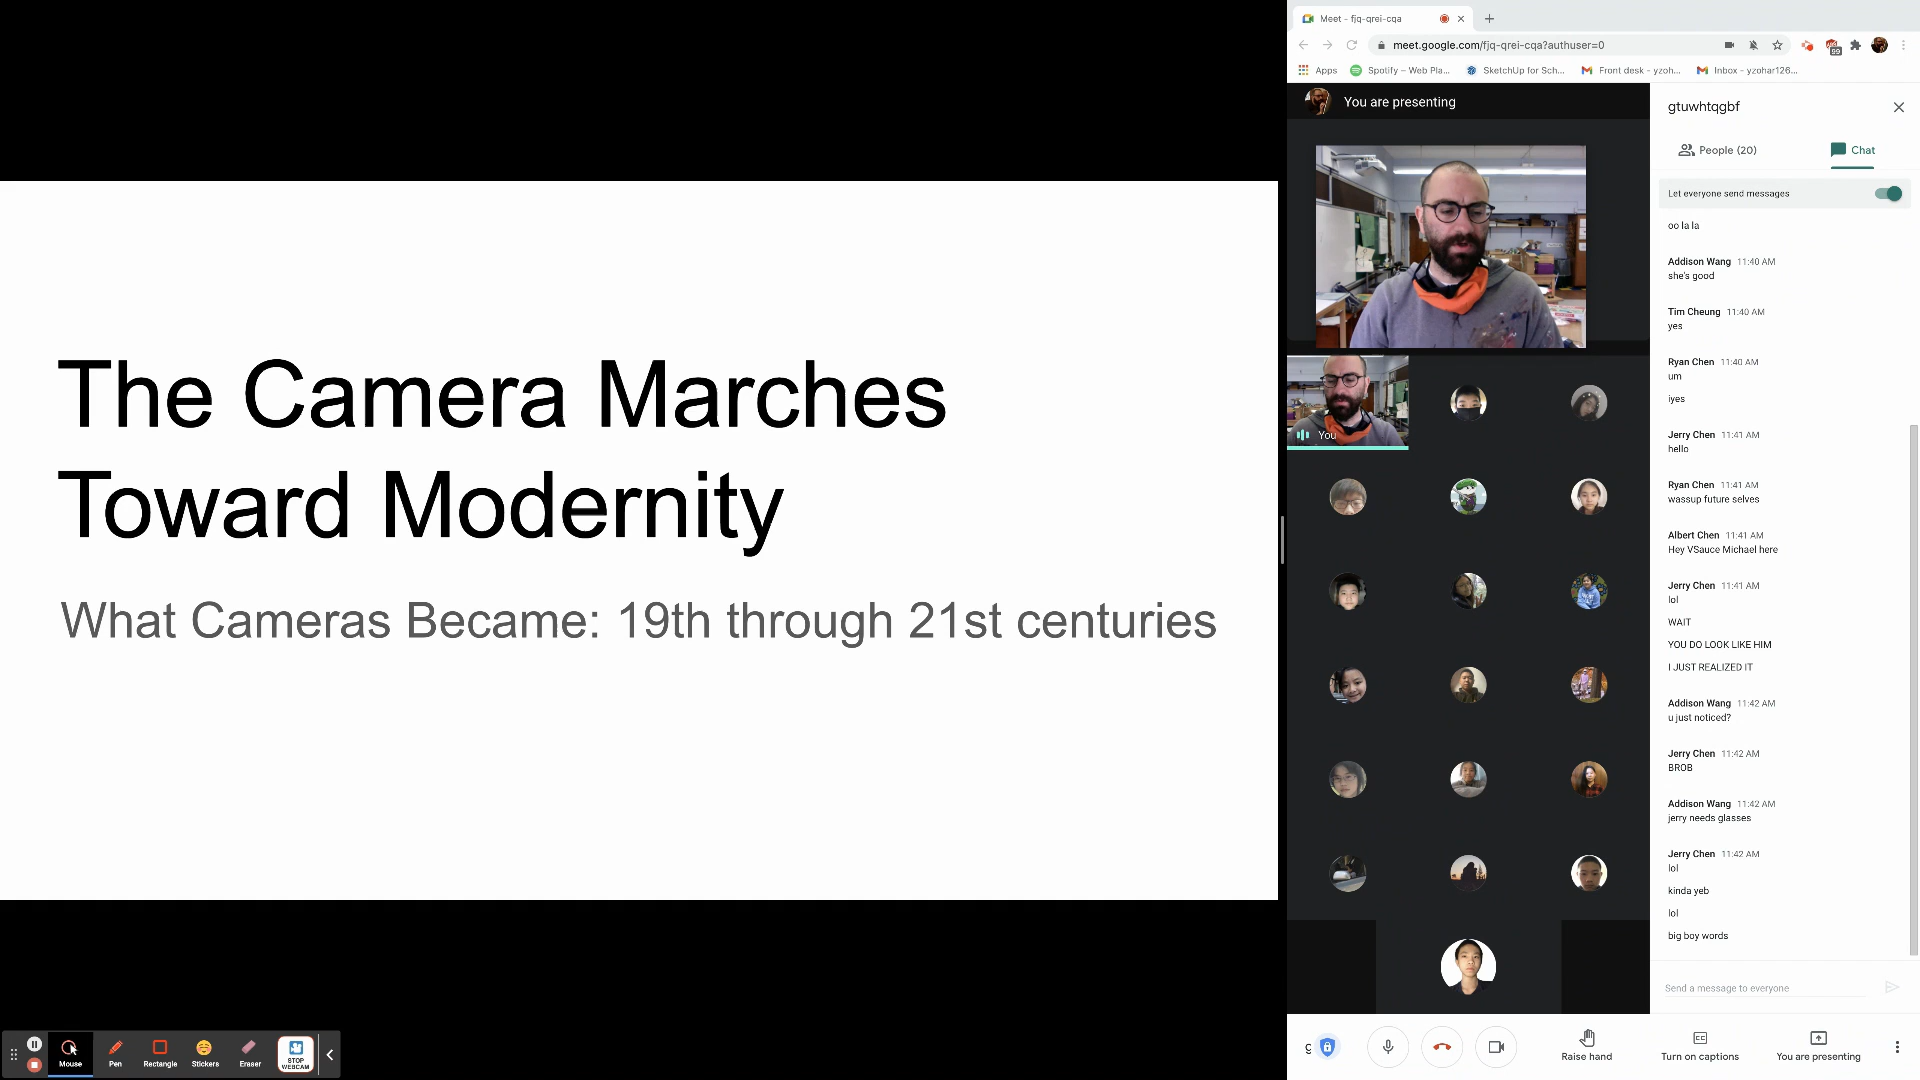 The Camera Marches
Toward Modernity
What Cameras Became: 19th through 21st centuries
Mouse
Pen
Rectangle
Stickers
Eraser
STOP
WEBCAM
Meet - fjq-qrei-cqa
meet.google.com/fjq-qrei-cqa?authuser=0
99
Apps
Spotify – Web Pla...
SketchUp for Sch...
Front desk - yzoh...
Inbox - yzohar126...
You are presenting
You
gtuwhtqgbf
People (20)
Chat
Let everyone send messages
oo la la
Addison Wang 11:40 AM
she's good
Tim Cheung 11:40 AM
yes
Ryan Chen 11:40 AM
um
iyes
Jerry Chen 11:41 AM
hello
Ryan Chen 11:41 AM
wassup future selves
Albert Chen 11:41 AM
Hey VSauce Michael here
Jerry Chen 11:41 AM
lol
WAIT
YOU DO LOOK LIKE HIM
I JUST REALIZED IT
Addison Wang 11:42 AM
u just noticed?
Jerry Chen 11:42 AM
BROB
Addison Wang 11:42 AM
jerry needs glasses
Jerry Chen 11:42 AM
lol
kinda yeb
lol
big boy words
Send a message to everyone
g
Raise hand
Turn on captions
You are presenting